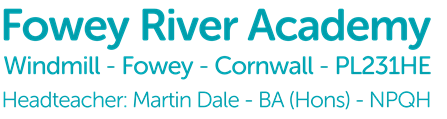 Fowey River Academy
Windmill - Fowey - Cornwall - PL231HE
Headteacher: Martin Dale - BA (Hons) - NPQH